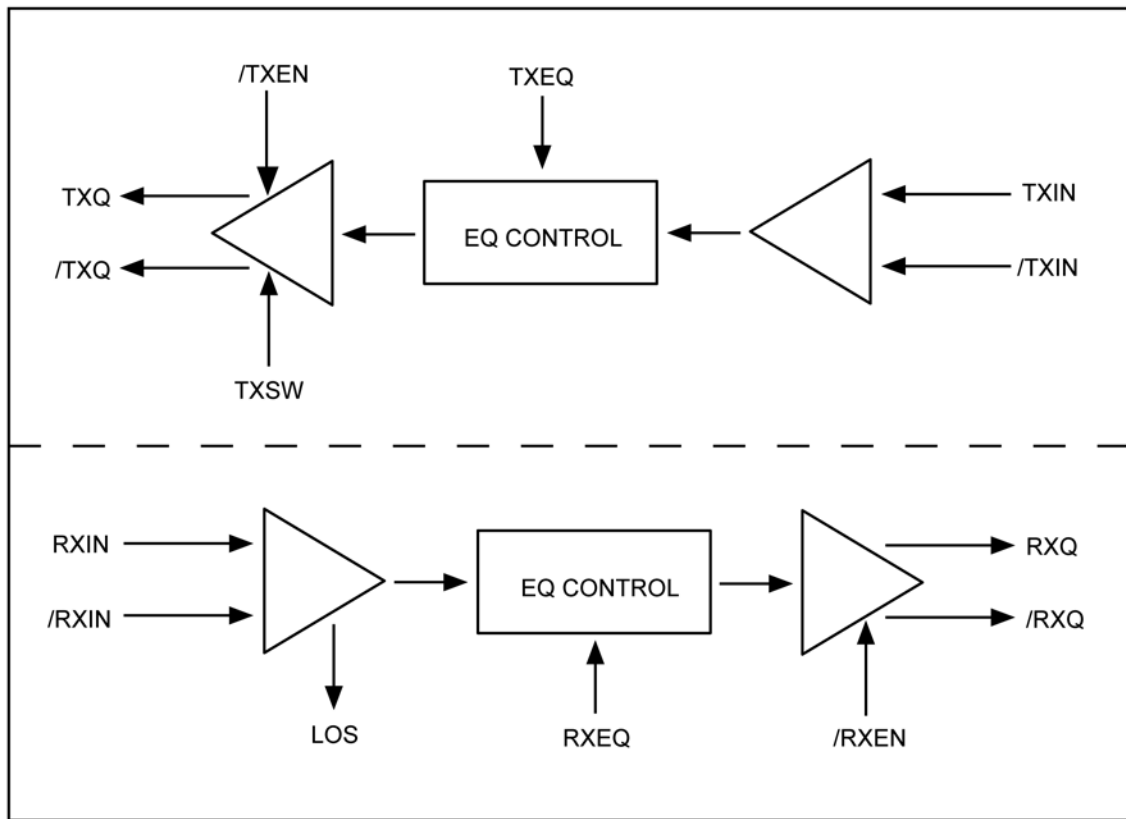 /TXEN
TXEQ
TXQ
TXIN
EQ CONTROL
/TXQ
/TXIN
TXSW
RXIN
RXQ
EQ CONTROL
/RXIN
/RXQ
LOS
RXEQ
/RXEN